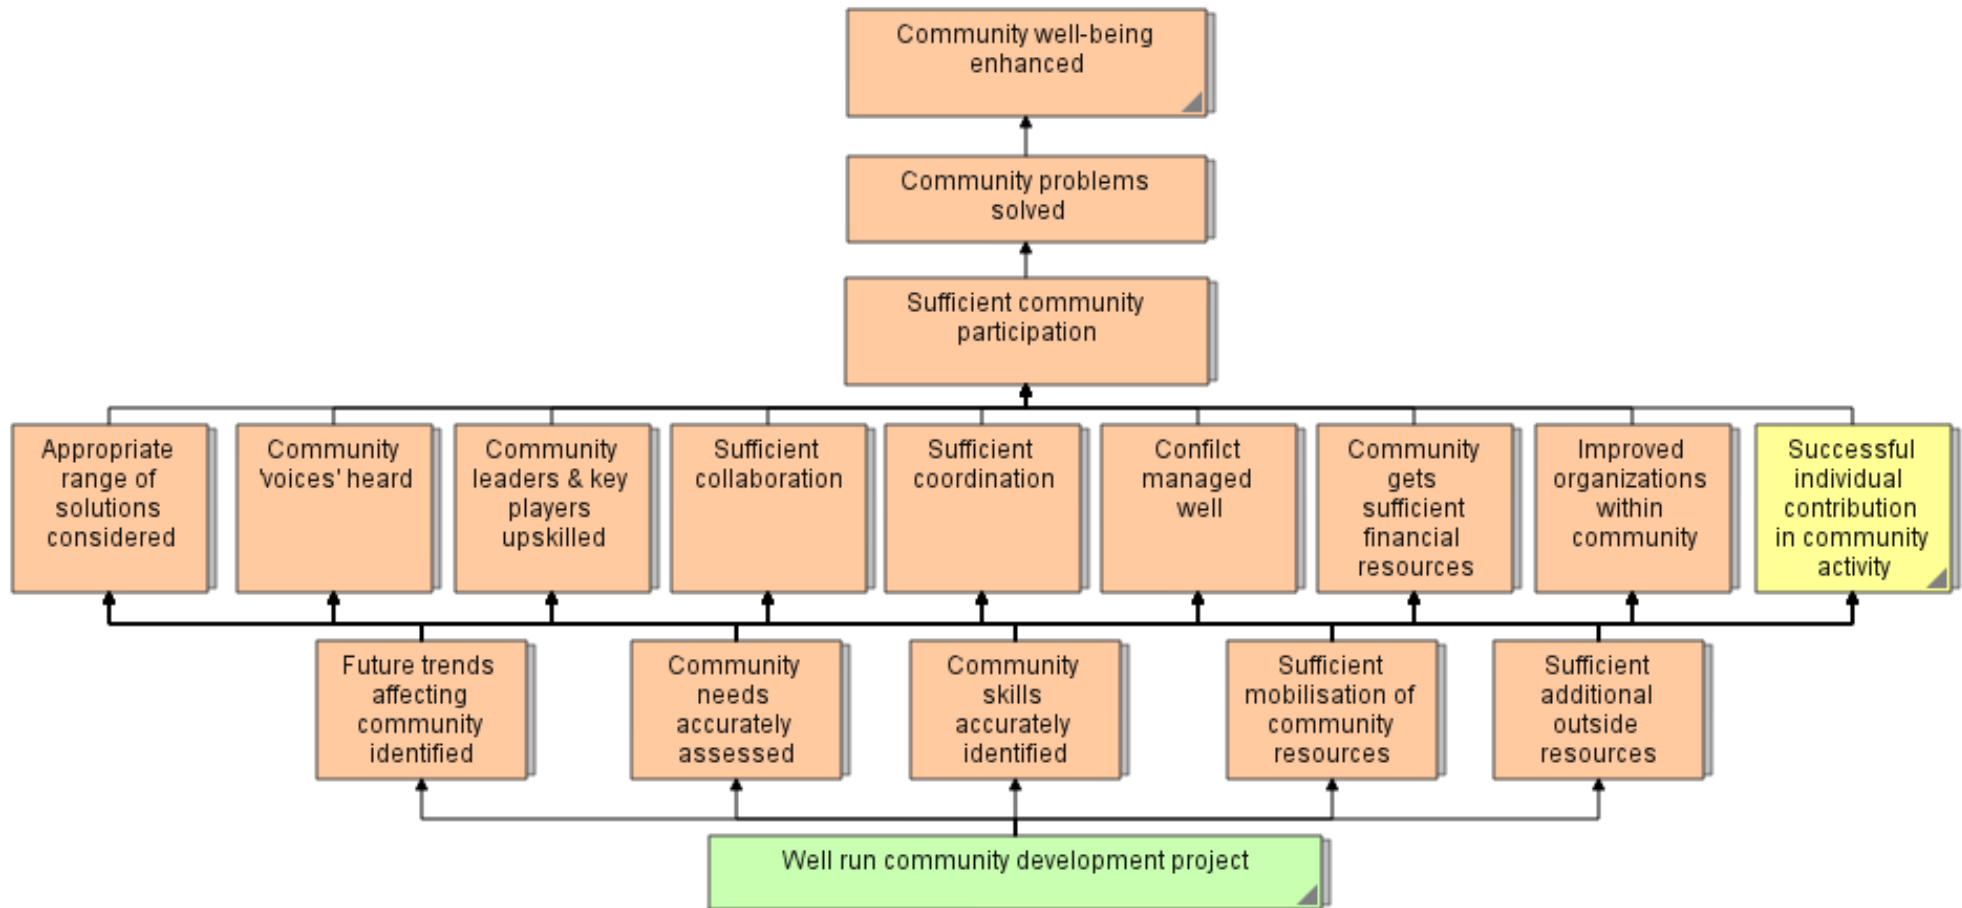 Community well-being
enhanced
Community problems
solved
Sufficient community
participation
Appropriate
range of
solutions
considered
Community
'voices' heard
Community
leaders & key
players
upskilled
Sufficient
collaboration
Sufficient
coordination
Confilct
managed
well
Community
gets
sufficient
financial
resources
Improved
organizations
within
community
Successful
individual
contribution
in community
activity
Future trends
affecting
community
identified
Community
needs
accurately
assessed
Community
skills
accurately
identified
Sufficient
mobilisation of
community
resources
Sufficient
additional
outside
resources
Well run community development project